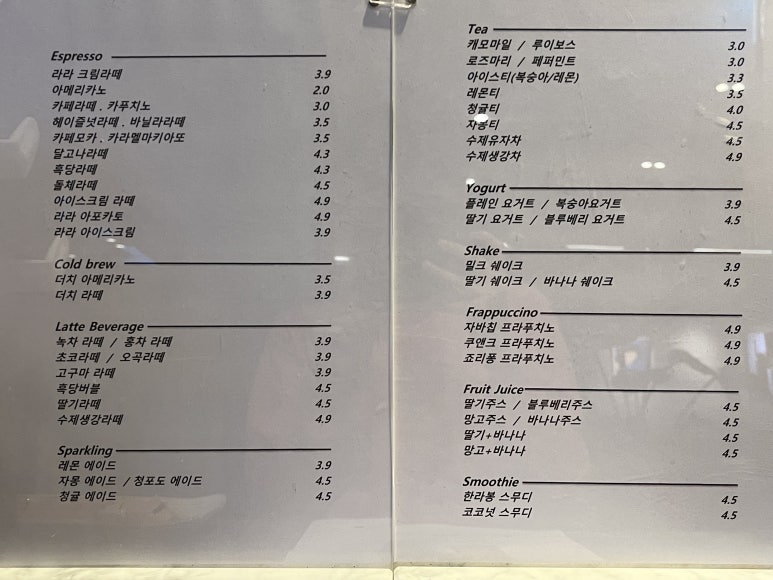 Espresso
라라 크림라떼 3.9
아메리카노 2.0
카페라떼 . 카푸치노 3.0
헤이즐넛라떼 . 바닐라라떼 3.5
카페모카 . 카라멜마키아또 3.5
달고나라떼 4.3
흑당라떼 4.3
돌체라떼 4.5
아이스크림 라떼 4.9
라라 아포카토 4.9
라라 아이스크림 3.9
Cold brew
더치 아메리카노 3.5
더치 라떼 3.9
Latte Beverage
녹차 라떼 / 홍차 라떼 3.9
초코라떼 / 오곡라떼 3.9
고구마 라떼 3.9
흑당버블 4.5
딸기라떼 4.5
수제생강라떼 4.9
Sparkling
레몬 에이드 3.9
자몽 에이드 / 청포도 에이드 4.5
청귤 에이드 4.5
Tea
캐모마일 / 루이보스 3.0
로즈마리 / 페퍼민트 3.0
아이스티(복숭아/레몬) 3.3
레몬티 3.5
청귤티 4.0
자몽티 4.5
수제유자차 4.5
수제생강차 4.9
Yogurt
플레인 요거트 / 복숭아요거트 3.9
딸기 요거트 / 블루베리 요거트 4.5
Shake
밀크 쉐이크 3.9
딸기 쉐이크 / 바나나 쉐이크 4.5
Frappuccino
자바칩 프라푸치노 4.9
쿠앤크 프라푸치노 4.9
죠리퐁 프라푸치노 4.9
Fruit Juice
딸기주스 / 블루베리주스 4.5
망고주스 / 바나나주스 4.5
딸기+바나나 4.5
망고+바나나 4.5
Smoothie
한라봉 스무디 4.5
코코넛 스무디 4.5